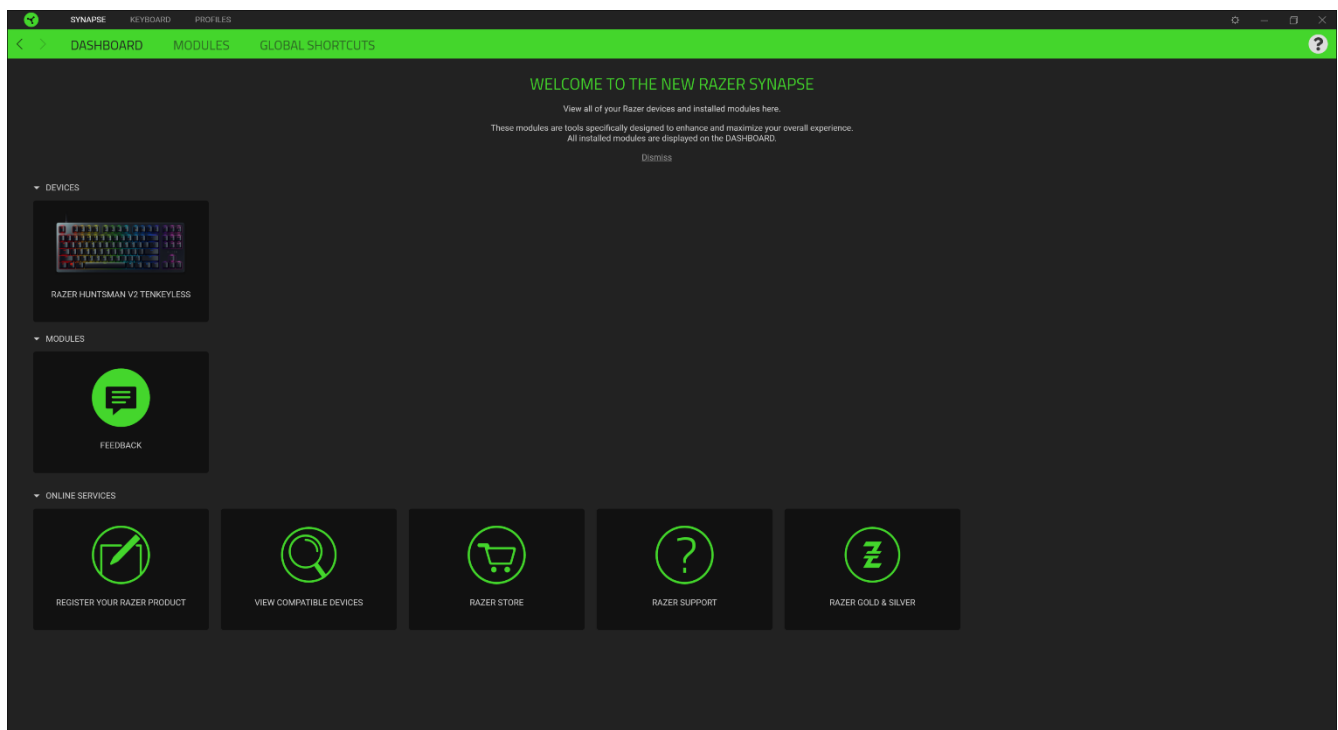 SYNAPSE KEYBOARD PROFILES
DASHBOARD MODULES GLOBAL SHORTCUTS ?
WELCOME TO THE NEW RAZER SYNAPSE
View all of your Razer devices and installed modules here.
These modules are tools specifically designed to enhance and maximize your overall experience.
All installed modules are displayed on the DASHBOARD.
Dismiss
DEVICES
RAZER HUNTSMAN V2 TENKEYLESS
MODULES
FEEDBACK
ONLINE SERVICES
REGISTER YOUR RAZER PRODUCT VIEW COMPATIBLE DEVICES RAZER STORE RAZER SUPPORT RAZER GOLD & SILVER